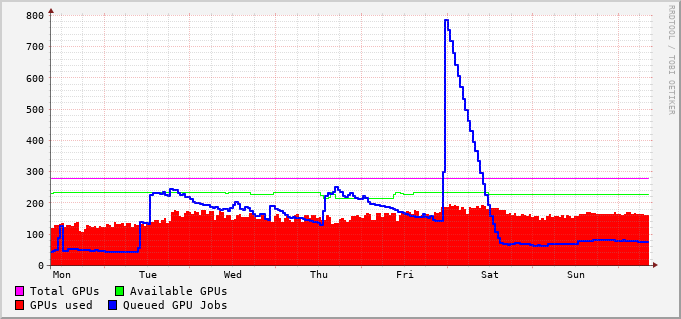 800
700
600
500
400
300
200
100
0
Mon Tue Wed Thu Fri Sat Sun
Total GPUs Available GPUs
GPUs used Queued GPU Jobs
RRDTOOL / TOBI OETIKER